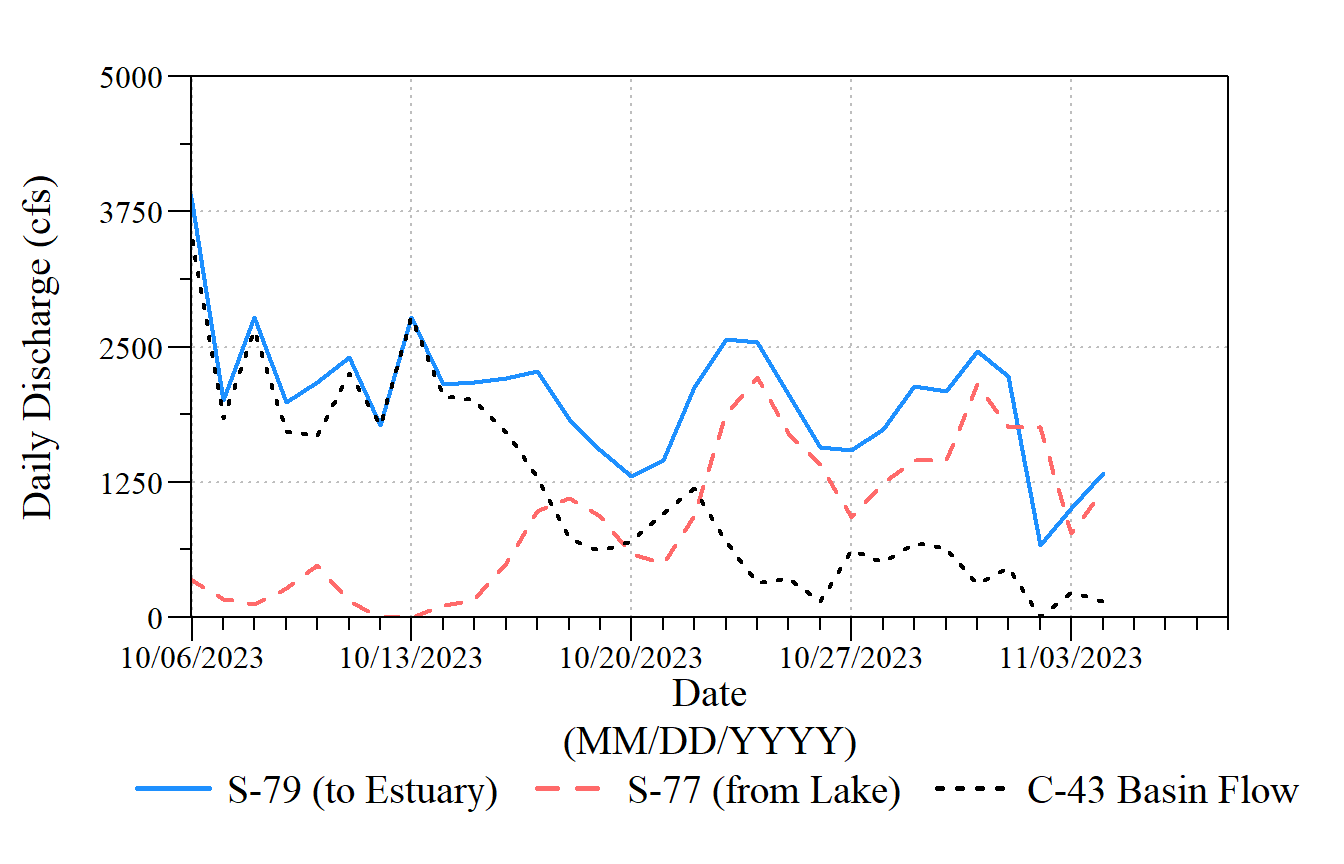 5000
3750
2500
1250
0
Daily Discharge (cfs)
10/06/2023 10/13/2023 10/20/2023 10/27/2023 11/03/2023
Date
(MM/DD/YYYY)
S-79 (to Estuary) S-77 (from Lake) C-43 Basin Flow